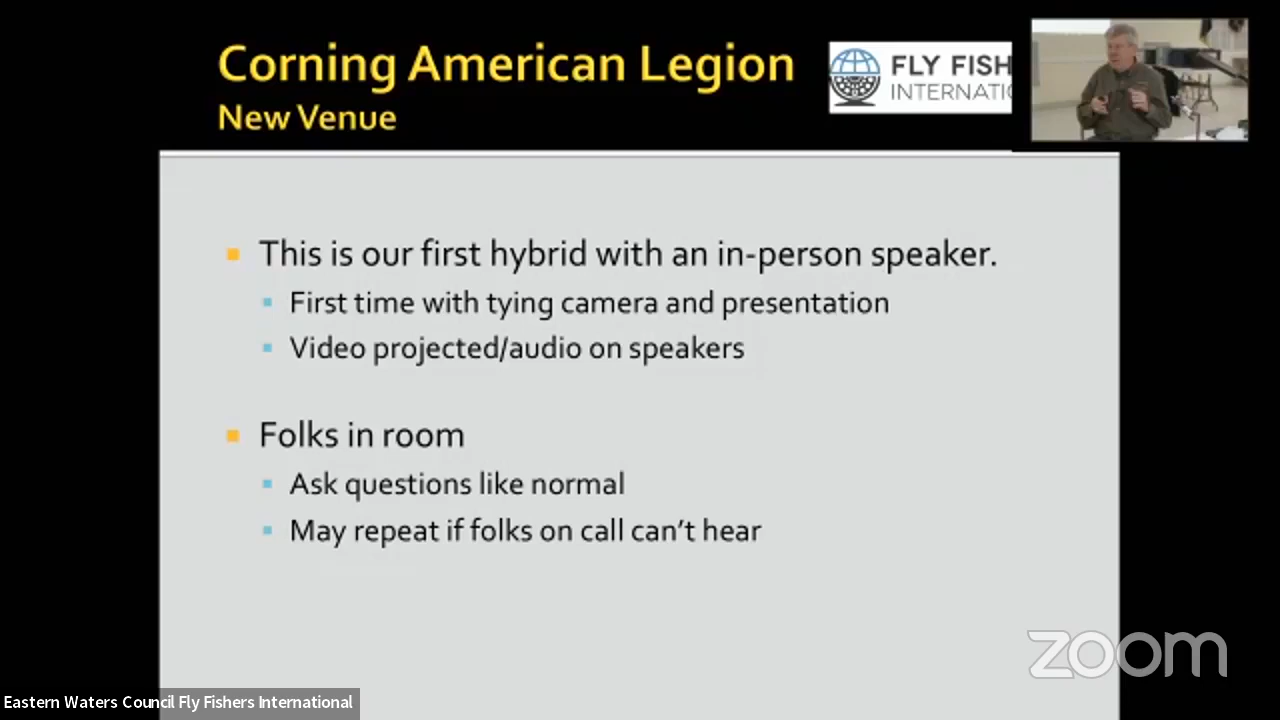 Corning American Legion
New Venue
FLY FISH
INTERNATIO
This is our first hybrid with an in-person speaker.
First time with tying camera and presentation
Video projected/audio on speakers
Folks in room
Ask questions like normal
May repeat if folks on call can't hear
zoom
Eastern Waters Council Fly Fishers International